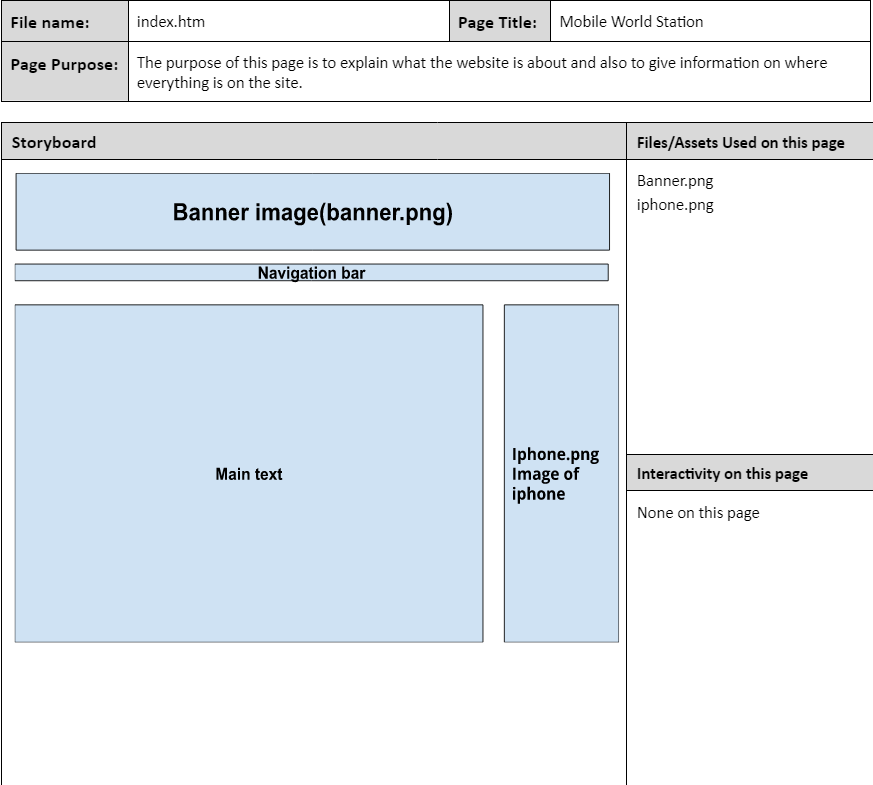 File name:
index.htm
Page Title:
Mobile World Station
Page Purpose:
The purpose of this page is to explain what the website is about and also to give information on where
everything is on the site.
Storyboard
Files/Assets Used on this page
Banner image(banner.png)
Navigation bar
Main text
Iphone.png
Image of
iphone
Banner.png
iphone.png
Interactivity on this page
None on this page